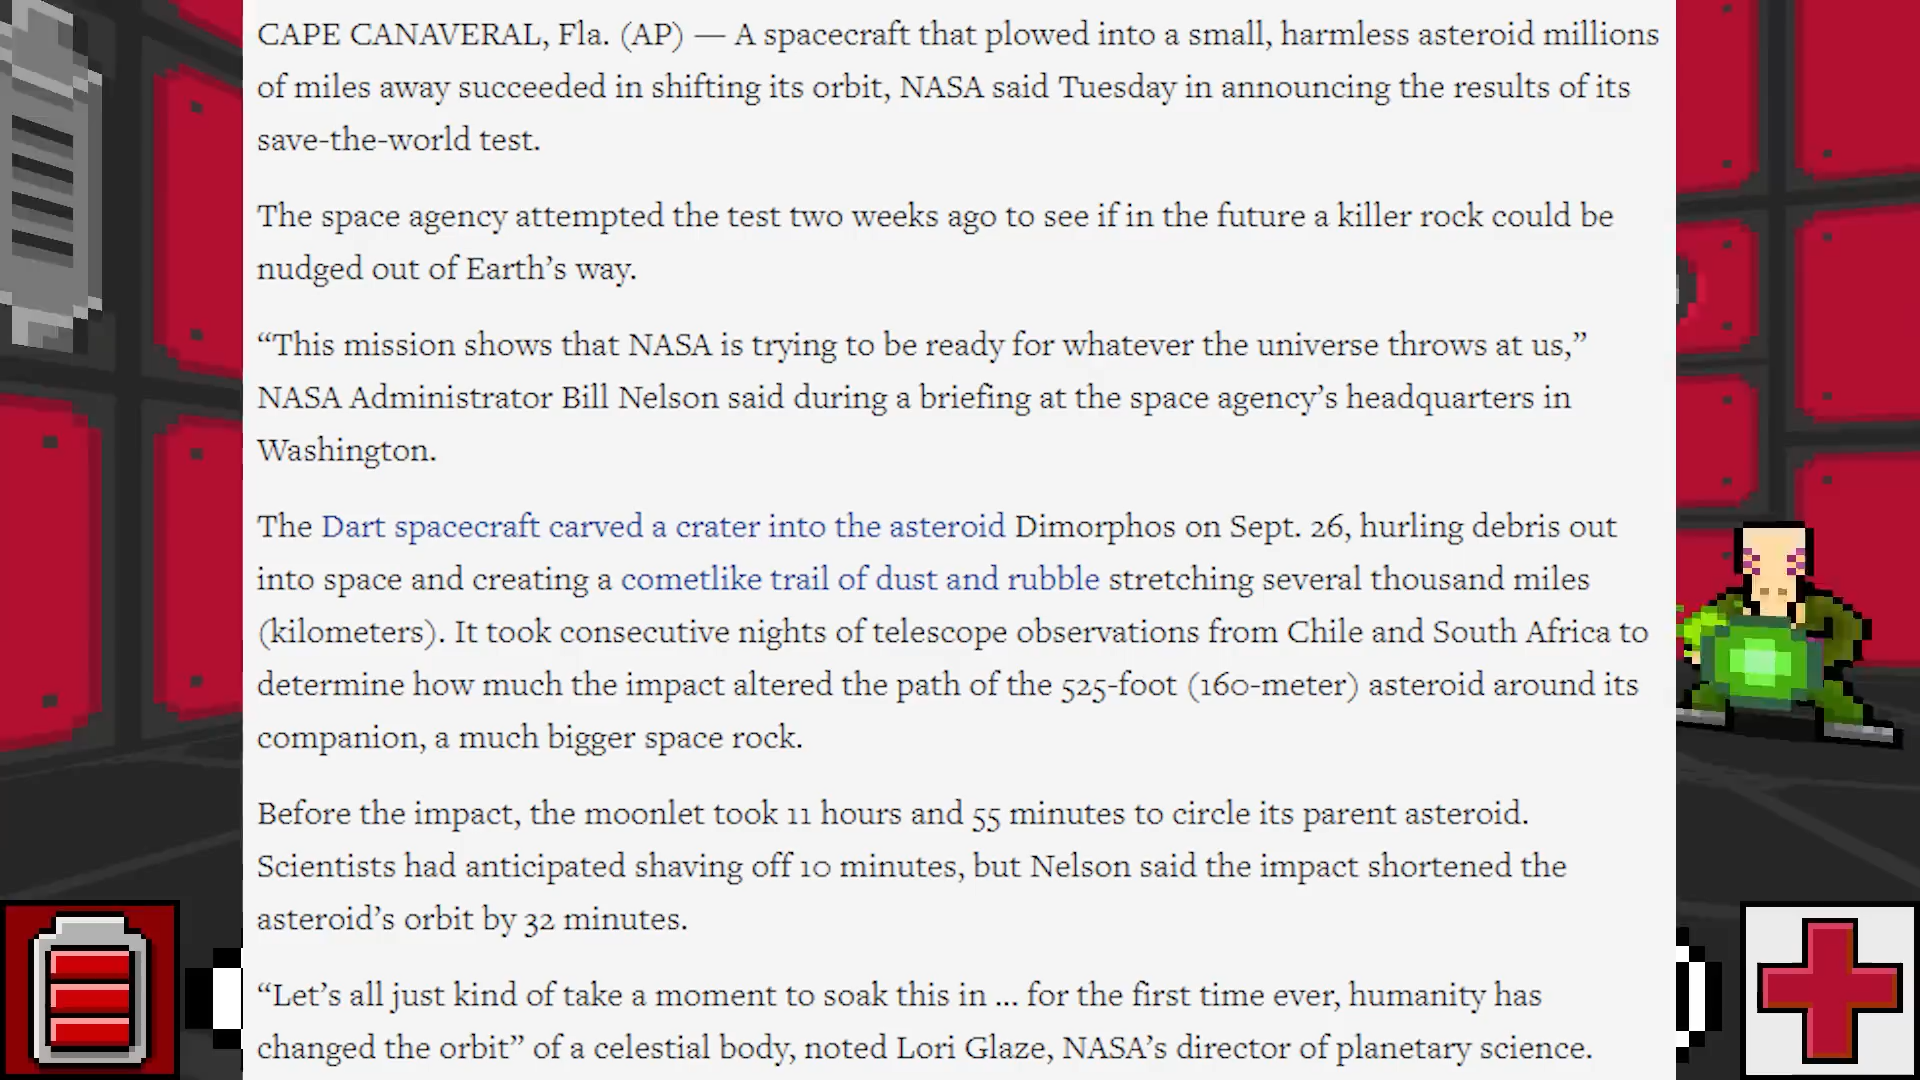 CAPE CANAVERAL, Fla. (AP) — A spacecraft that plowed into a small, harmless asteroid millions
of miles away succeeded in shifting its orbit, NASA said Tuesday in announcing the results of its
save-the-world test.
The space agency attempted the test two weeks ago to see if in the future a killer rock could be
nudged out of Earth’s way.
“This mission shows that NASA is trying to be ready for whatever the universe throws at us,”
NASA Administrator Bill Nelson said during a briefing at the space agency’s headquarters in
Washington.
The Dart spacecraft carved a crater into the asteroid Dimorphos on Sept. 26, hurling debris out
into space and creating a cometlike trail of dust and rubble stretching several thousand miles
(kilometers). It took consecutive nights of telescope observations from Chile and South Africa to
determine how much the impact altered the path of the 525-foot (160-meter) asteroid around its
companion, a much bigger space rock.
Before the impact, the moonlet took 11 hours and 55 minutes to circle its parent asteroid.
Scientists had anticipated shaving off 10 minutes, but Nelson said the impact shortened the
asteroid’s orbit by 32 minutes.
“Let’s all just kind of take a moment to soak this in ... for the first time ever, humanity has
changed the orbit” of a celestial body, noted Lori Glaze, NASA’s director of planetary science.